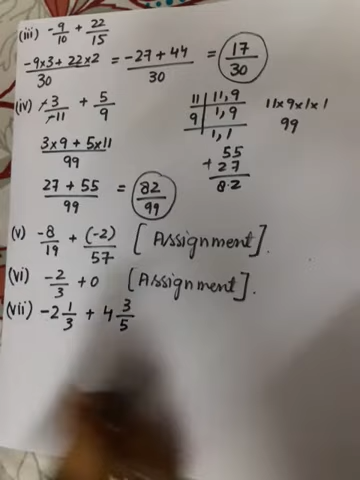 (iii) -9/10 + 22/15
-9×3 + 22×2 / 30 = -27 + 44 / 30 = 17/30
(iv) -3/-11 + 5/9
11 | 11, 9
9 | 1, 9
1, 1
11×9×1×1
99
3×9 + 5×11 / 99
55
+ 27
82
27 + 55 / 99 = 82/99
(v) -8/19 + (-2)/57 [Assignment].
(vi) -2/3 + 0 [Assignment].
(vii) -2 1/3 + 4 3/5